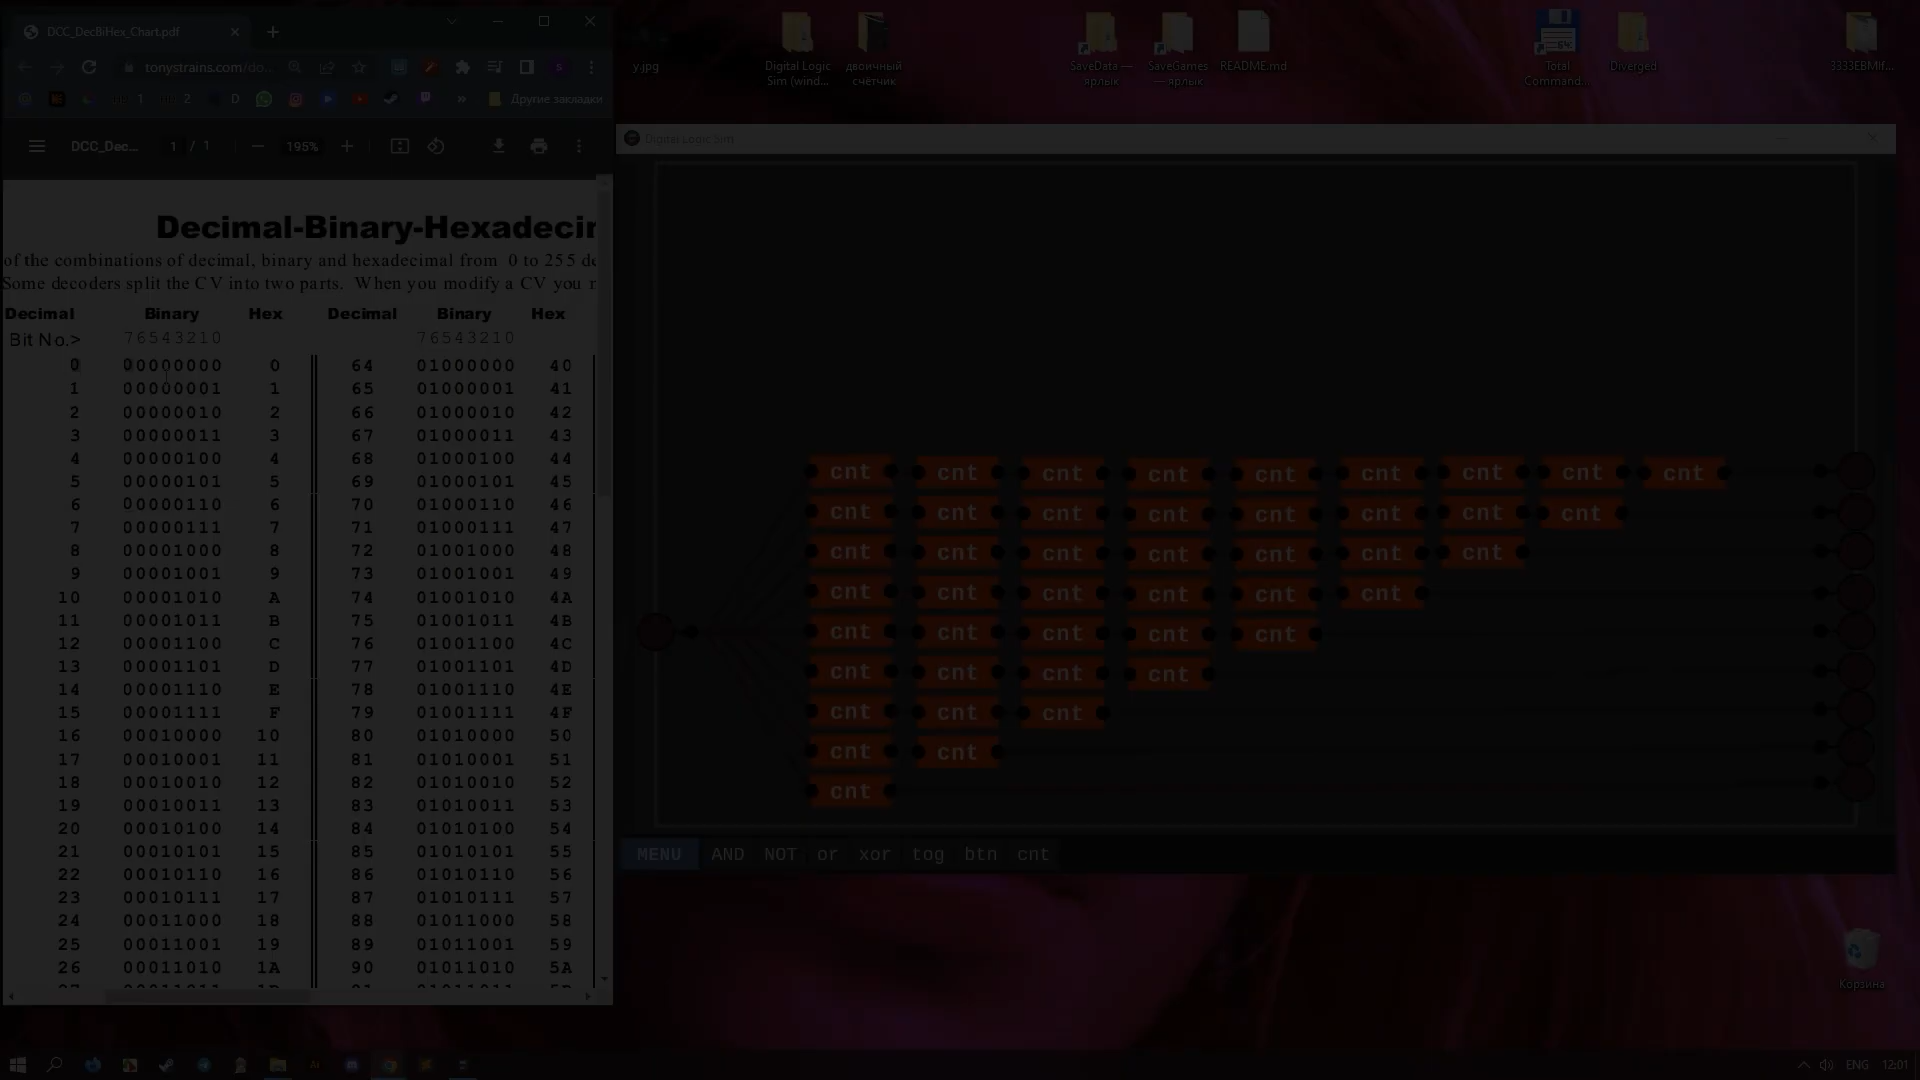 DCC_DecBiHex_Chart.pdf
tonystrains.com/do...
1
2
D
»
Другие закладки
DCC_Dec...
1 / 1
195%
Decimal-Binary-Hexadecir
of the combinations of decimal, binary and hexadecimal from 0 to 255 de
Some decoders split the CV into two parts. When you modify a CV you r
Decimal Binary Hex Decimal Binary Hex
Bit No.> 76543210 76543210
0 00000000 0 64 01000000 40
1 00000001 1 65 01000001 41
2 00000010 2 66 01000010 42
3 00000011 3 67 01000011 43
4 00000100 4 68 01000100 44
5 00000101 5 69 01000101 45
6 00000110 6 70 01000110 46
7 00000111 7 71 01000111 47
8 00001000 8 72 01001000 48
9 00001001 9 73 01001001 49
10 00001010 A 74 01001010 4A
11 00001011 B 75 01001011 4B
12 00001100 C 76 01001100 4C
13 00001101 D 77 01001101 4D
14 00001110 E 78 01001110 4E
15 00001111 F 79 01001111 4F
16 00010000 10 80 01010000 50
17 00010001 11 81 01010001 51
18 00010010 12 82 01010010 52
19 00010011 13 83 01010011 53
20 00010100 14 84 01010100 54
21 00010101 15 85 01010101 55
22 00010110 16 86 01010110 56
23 00010111 17 87 01010111 57
24 00011000 18 88 01011000 58
25 00011001 19 89 01011001 59
26 00011010 1A 90 01011010 5A
y.jpg
Digital Logic
Sim (wind...
двоичный
счётчик
SaveData —
ярлык
SaveGames
— ярлык
README.md
Total
Command...
Diverged
3333EBMIf...
Digital Logic Sim
cnt cnt cnt cnt cnt cnt cnt cnt cnt
cnt cnt cnt cnt cnt cnt cnt cnt
cnt cnt cnt cnt cnt cnt cnt
cnt cnt cnt cnt cnt cnt
cnt cnt cnt cnt cnt
cnt cnt cnt cnt
cnt cnt cnt
cnt cnt
cnt
MENU AND NOT or xor tog btn cnt
Корзина
ENG 12:01